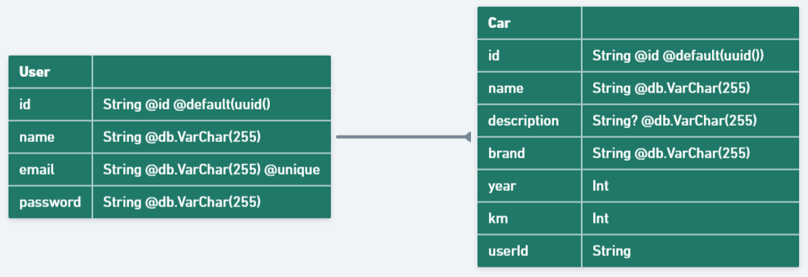 User
id String @id @default(uuid()
name String @db.VarChar(255)
email String @db.VarChar(255) @unique
password String @db.VarChar(255)
Car
id String @id @default(uuid())
name String @db.VarChar(255)
description String? @db.VarChar(255)
brand String @db.VarChar(255)
year Int
km Int
userId String